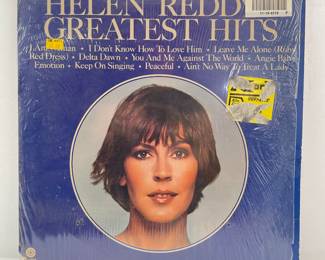 HELEN REDDY
GREATEST HITS
I Am Woman • I Don't Know How To Love Him • Leave Me Alone (Ruby
Red Dress) • Delta Dawn • You And Me Against The World • Angie Baby
Emotion • Keep On Singing • Peaceful • Ain't No Way To Treat A Lady